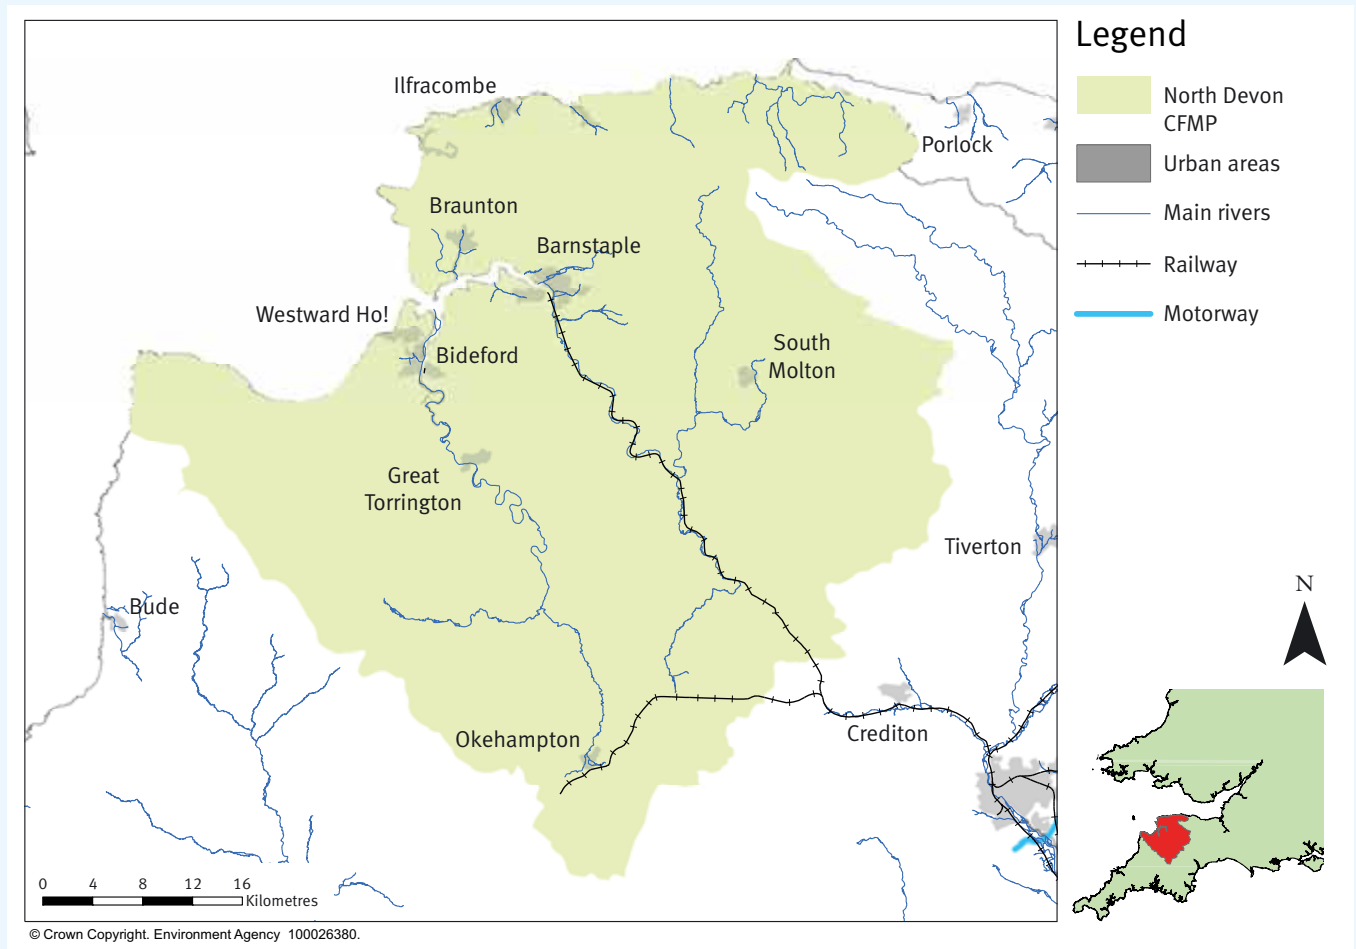 Legend
North Devon
CFMP
Urban areas
Main rivers
Railway
Motorway
Ilfracombe
Porlock
Braunton
Barnstaple
Westward Ho!
Bideford
South
Molton
Great
Torrington
Tiverton
Bude
Okehampton
Crediton
N
0 4 8 12 16
Kilometres
© Crown Copyright. Environment Agency 100026380.